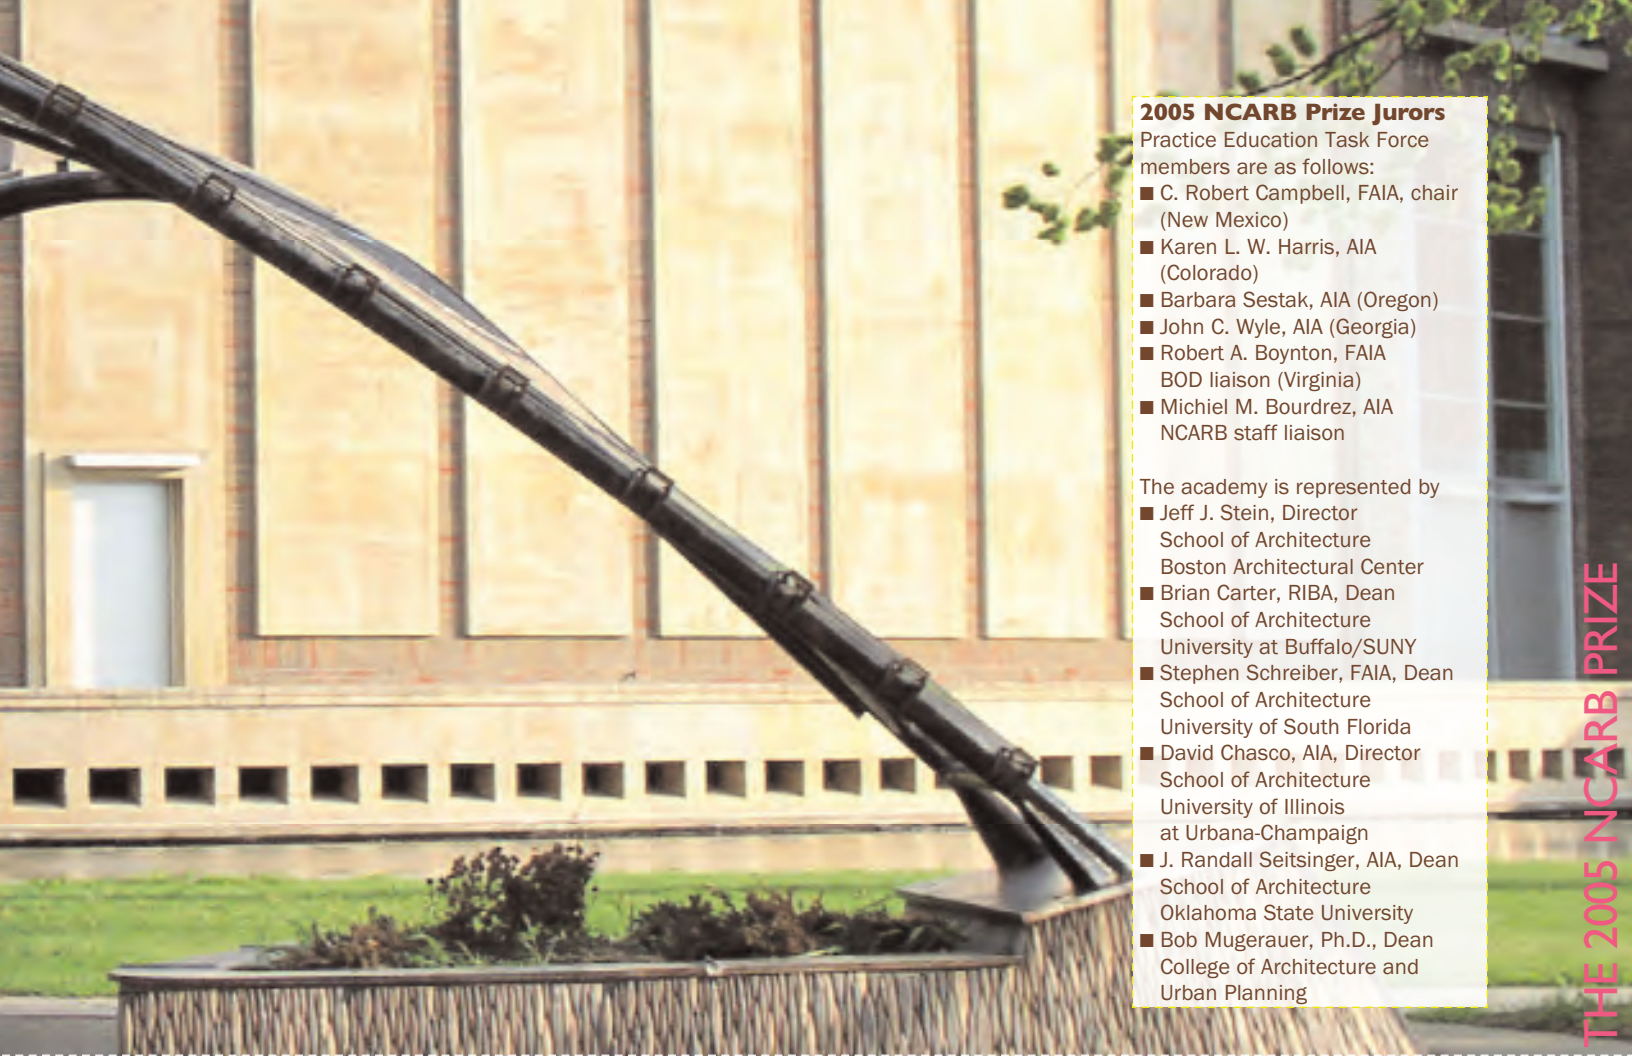 2005 NCARB Prize Jurors
Practice Education Task Force
members are as follows:
■ C. Robert Campbell, FAIA, chair
(New Mexico)
■ Karen L. W. Harris, AIA
(Colorado)
■ Barbara Sestak, AIA (Oregon)
■ John C. Wyle, AIA (Georgia)
■ Robert A. Boynton, FAIA
BOD liaison (Virginia)
■ Michiel M. Bourdrez, AIA
NCARB staff liaison
The academy is represented by
■ Jeff J. Stein, Director
School of Architecture
Boston Architectural Center
■ Brian Carter, RIBA, Dean
School of Architecture
University at Buffalo/SUNY
■ Stephen Schreiber, FAIA, Dean
School of Architecture
University of South Florida
■ David Chasco, AIA, Director
School of Architecture
University of Illinois
at Urbana-Champaign
■ J. Randall Seitsinger, AIA, Dean
School of Architecture
Oklahoma State University
■ Bob Mugerauer, Ph.D., Dean
College of Architecture and
Urban Planning
THE 2005 NCARB PRIZE